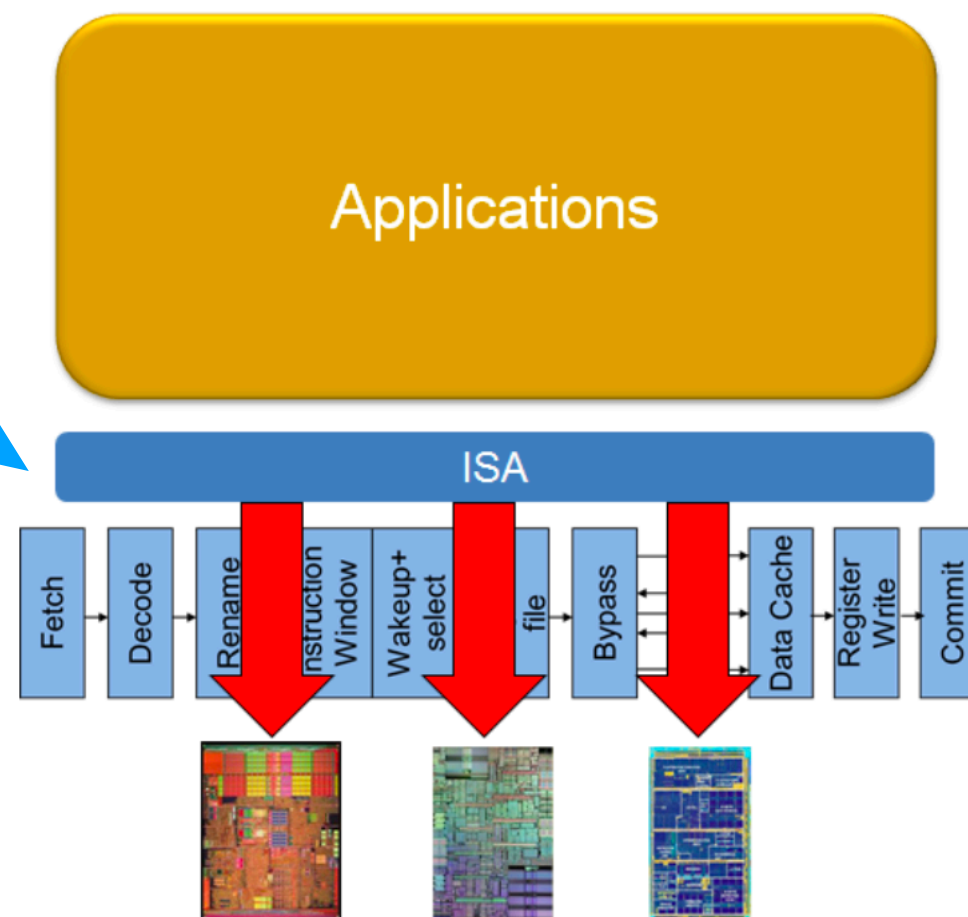 Applications
ISA
Fetch
Decode
Rename
nstruction
Window
Wakeup+
select
file
Bypass
Data Cache
Register
Write
Commit